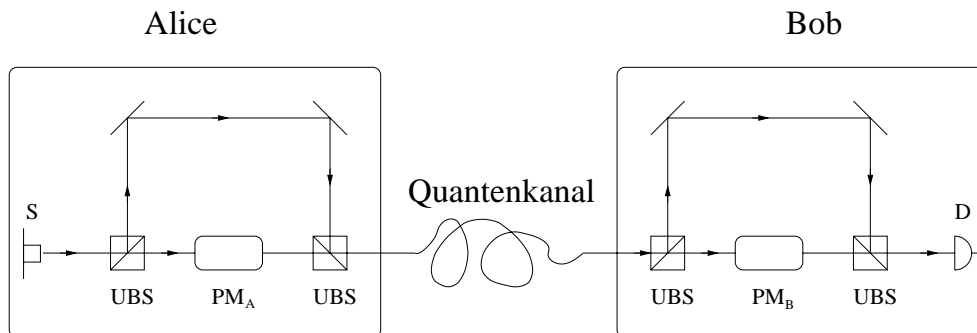 Alice
Bob
Quantenkanal
S
D
UBS
PM_A
UBS
UBS
PM_B
UBS